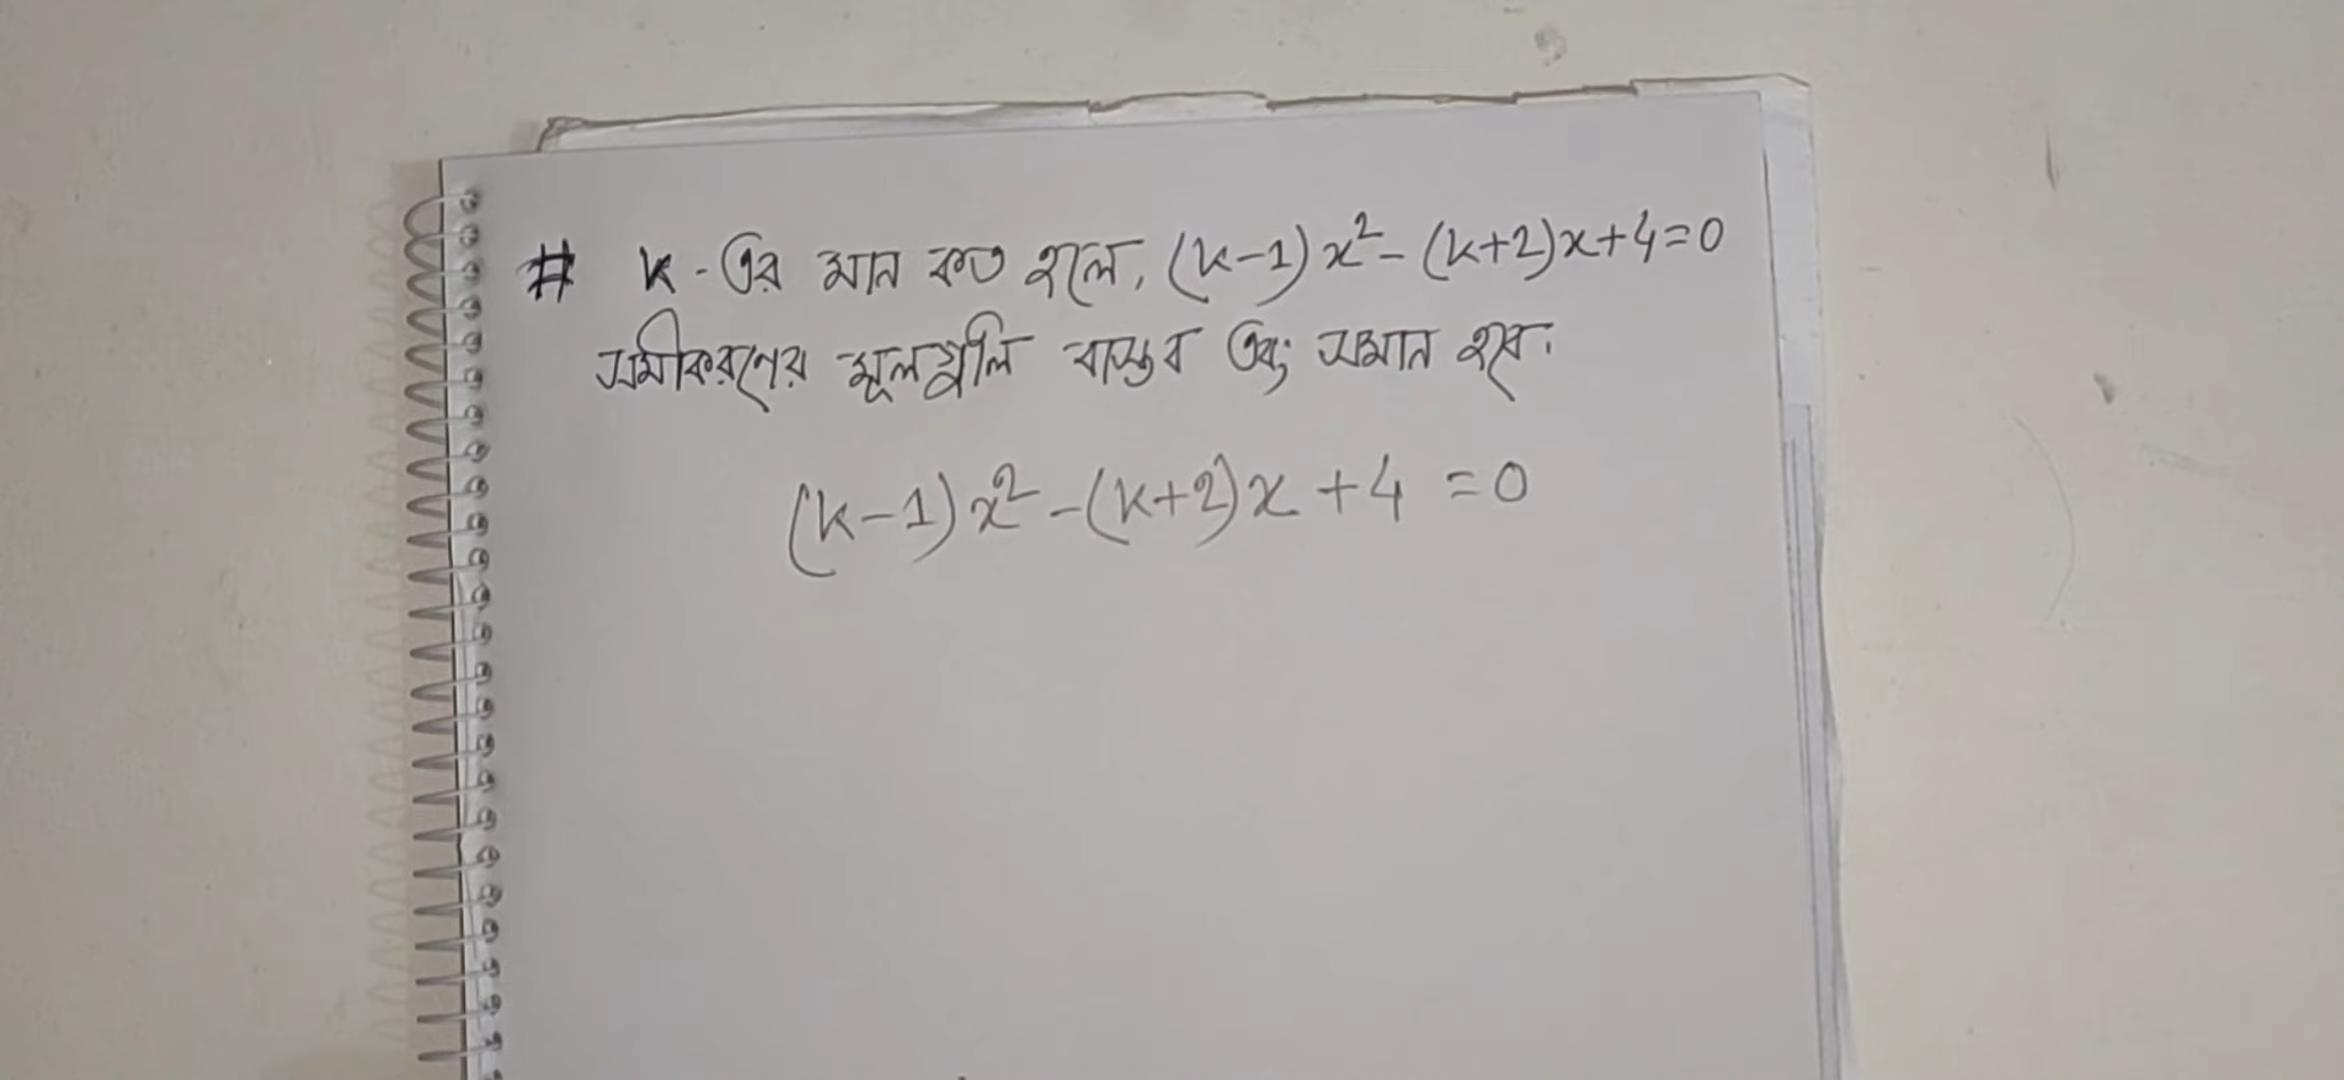 # K-এর মান কত হলে, (k-1)x²-(k+2)x+4=0
সমীকরণের মূলগুলি বাস্তব এবং সমান হবে।
(k-1)x²-(k+2)x+4 =0